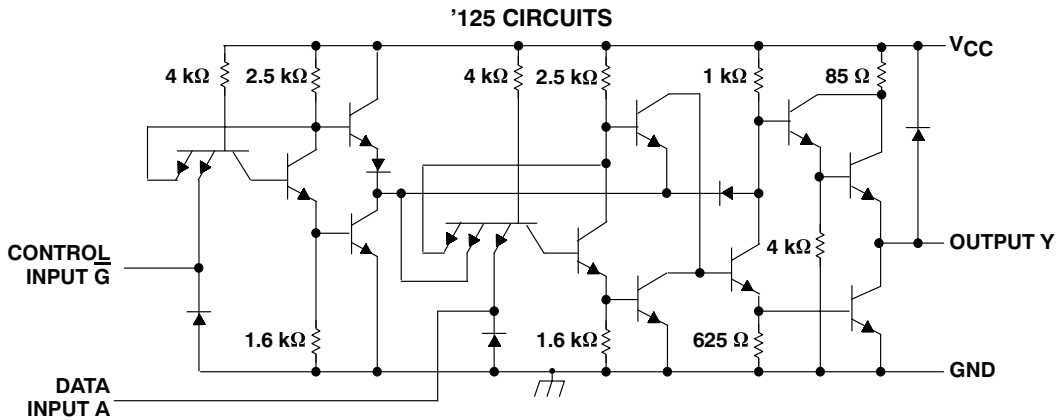 '125 CIRCUITS
VCC
4 kΩ
2.5 kΩ
4 kΩ
2.5 kΩ
1 kΩ
85 Ω
CONTROL
INPUT G̅
4 kΩ
OUTPUT Y
1.6 kΩ
1.6 kΩ
625 Ω
GND
DATA
INPUT A